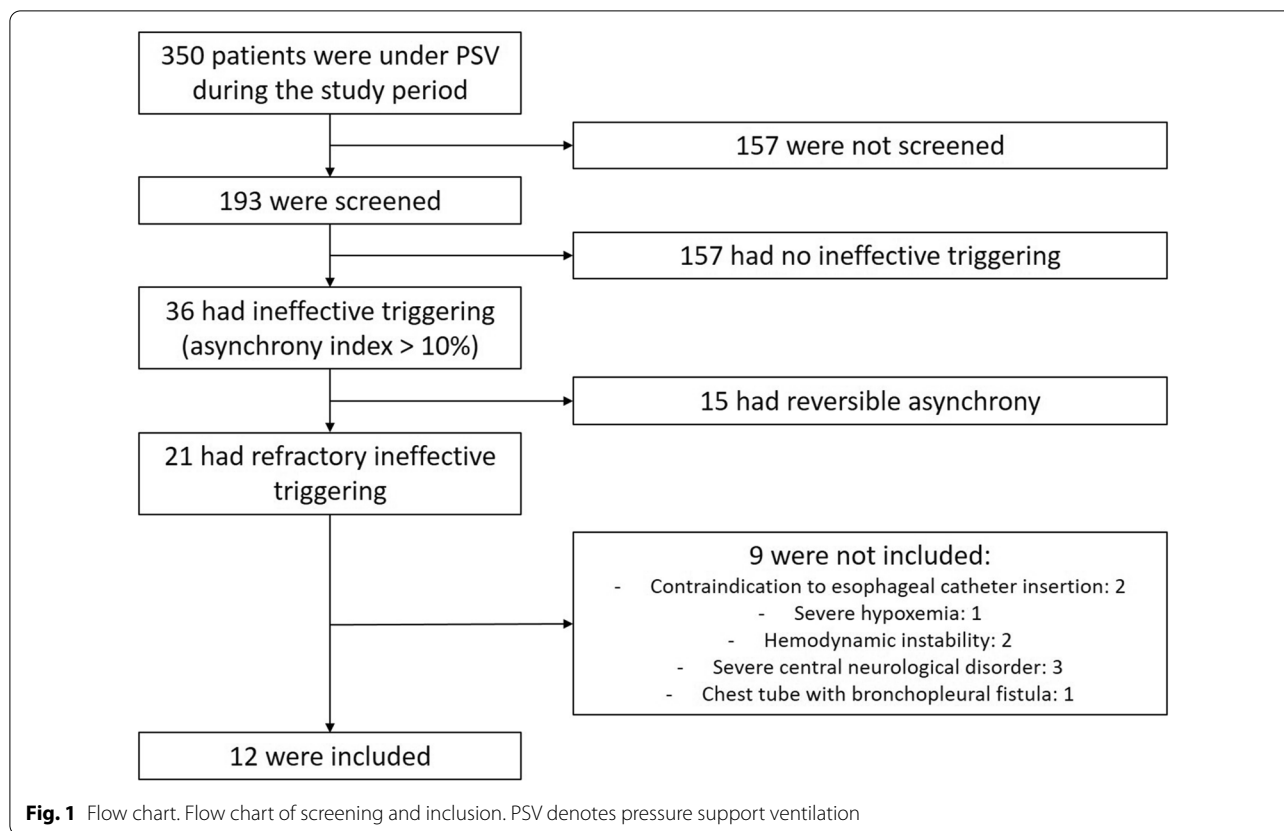 350 patients were under PSV
during the study period
157 were not screened
193 were screened
157 had no ineffective triggering
36 had ineffective triggering
(asynchrony index > 10%)
15 had reversible asynchrony
21 had refractory ineffective
triggering
9 were not included:
- Contraindication to esophageal catheter insertion: 2
- Severe hypoxemia: 1
- Hemodynamic instability: 2
- Severe central neurological disorder: 3
- Chest tube with bronchopleural fistula: 1
12 were included
Fig. 1 Flow chart. Flow chart of screening and inclusion. PSV denotes pressure support ventilation